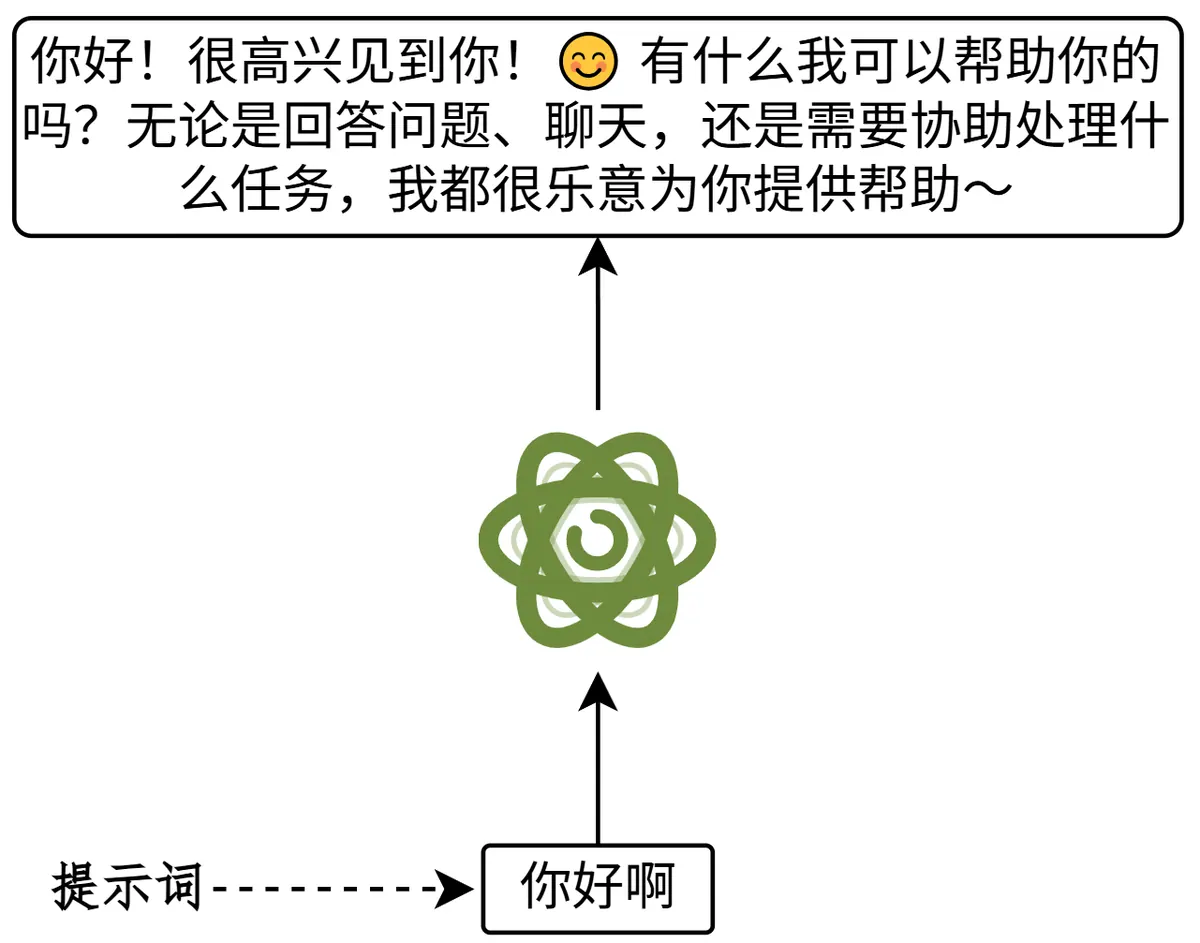 你好！很高兴见到你！😊 有什么我可以帮助你的
吗？无论是回答问题、聊天，还是需要协助处理什
么任务，我都很乐意为你提供帮助～
提示词
你好啊